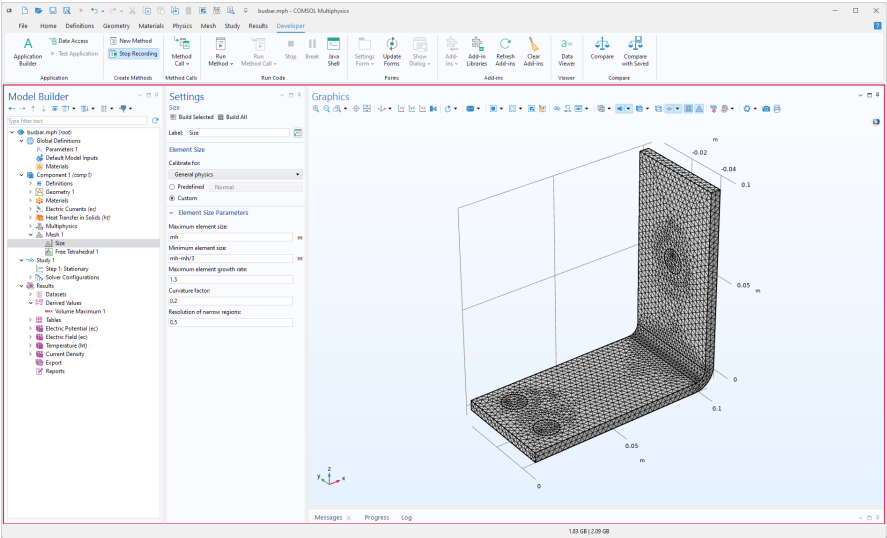 busbar.mph - COMSOL Multiphysics
File Home Definitions Geometry Materials Physics Mesh Study Results Developer
Application Builder
Data Access
Test Application
Application
New Method
Stop Recording
Create Methods
Method Call
Method Calls
Run Method
Run Method Call
Stop
Break
Java Shell
Run Code
Settings Form
Update Forms
Show Dialog
Forms
Add-ins
Add-in Libraries
Refresh Add-ins
Clear Add-ins
Add-ins
Data Viewer
Viewer
Compare
Compare with Saved
Compare
Model Builder
Type filter text
busbar.mph (root)
Global Definitions
Parameters 1
Default Model Inputs
Materials
Component 1 (comp1)
Definitions
Geometry 1
Materials
Electric Currents (ec)
Heat Transfer in Solids (ht)
Multiphysics
Mesh 1
Size
Free Tetrahedral 1
Study 1
Step 1: Stationary
Solver Configurations
Results
Datasets
Derived Values
Volume Maximum 1
Tables
Electric Potential (ec)
Electric Field (ec)
Temperature (ht)
Current Density
Export
Reports
Settings
Size
Build Selected Build All
Label: Size
Element Size
Calibrate for:
General physics
Predefined Normal
Custom
Element Size Parameters
Maximum element size:
mh m
Minimum element size:
mh-mh/3 m
Maximum element growth rate:
1.5
Curvature factor:
0.2
Resolution of narrow regions:
0.5
Graphics
m
-0.02
-0.04
0.1
0.05 m
0
0.1
0.05
m
0
z
y x
Messages Progress Log
1.83 GB | 2.09 GB